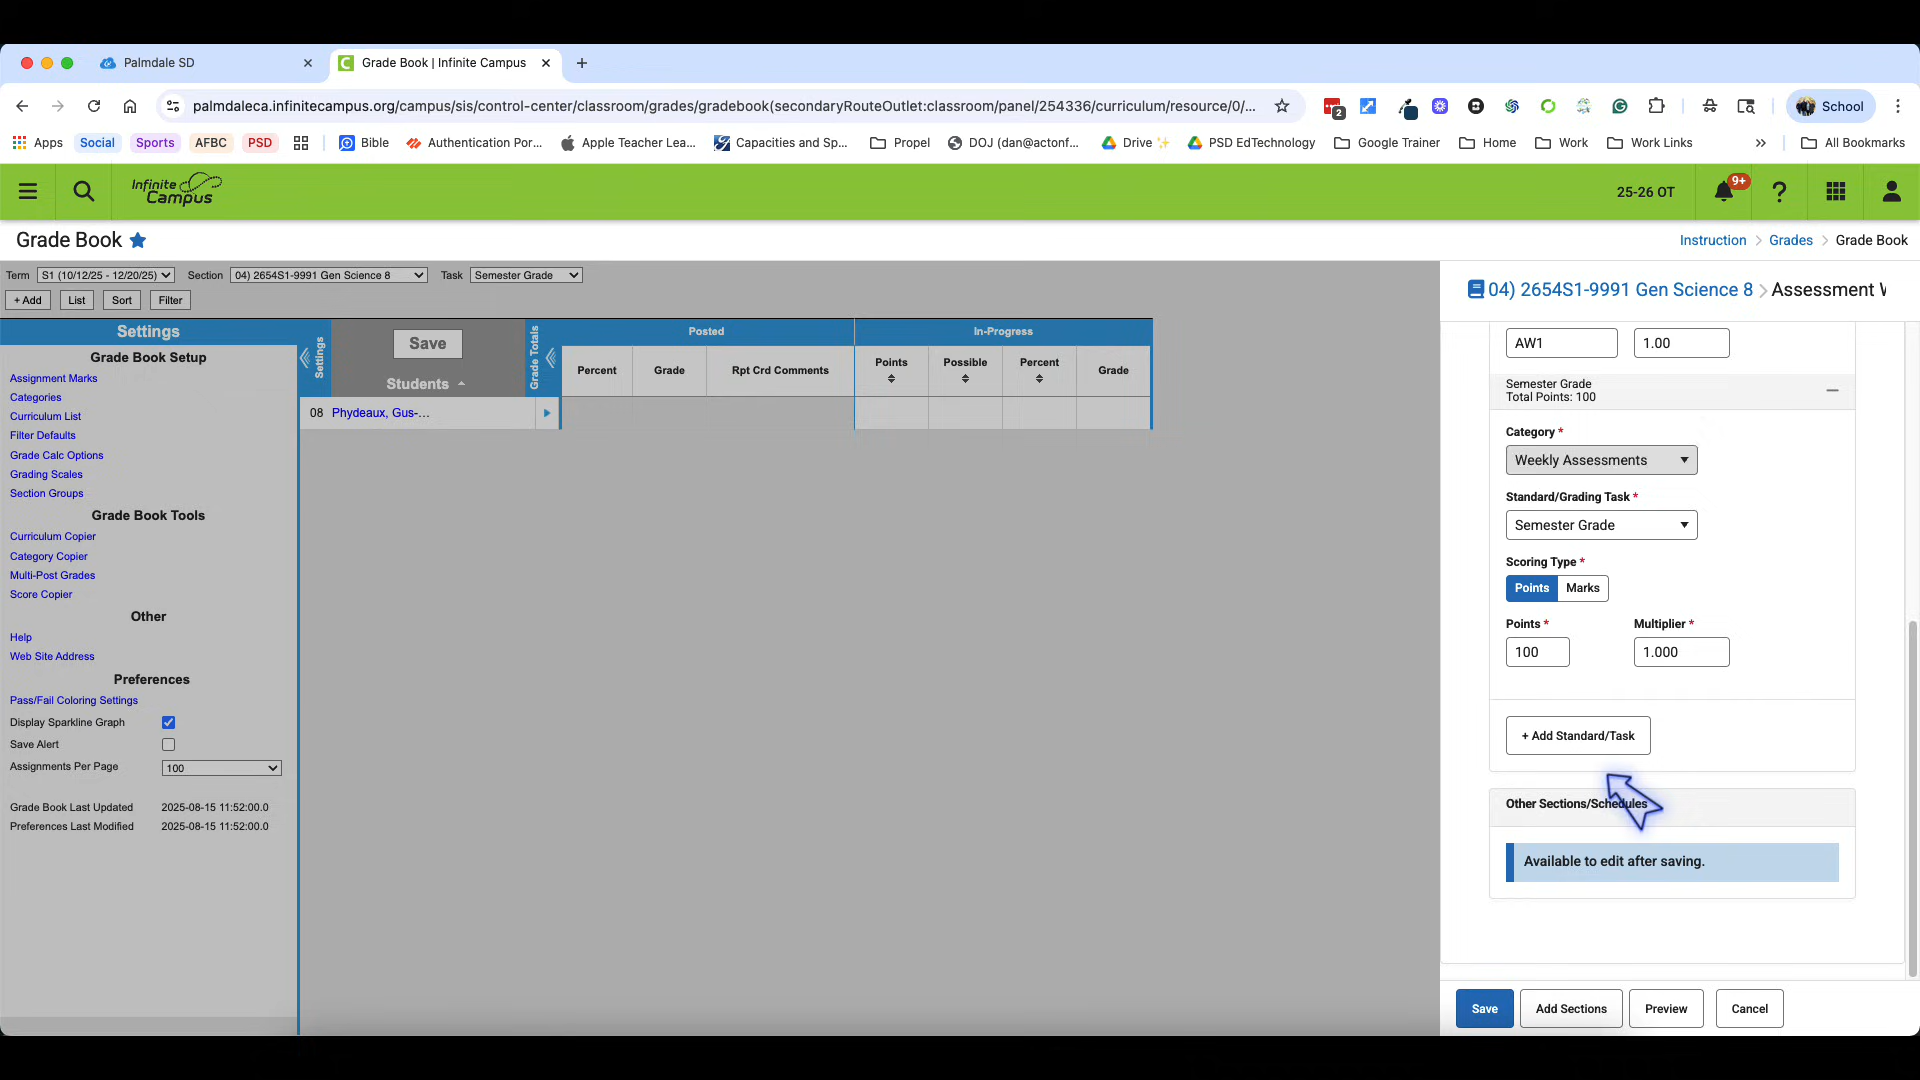 Palmdale SD
Grade Book | Infinite Campus
palmdaleca.infinitecampus.org/campus/sis/control-center/classroom/grades/gradebook(secondaryRouteOutlet:classroom/panel/254336/curriculum/resource/0/...
2
School
Apps
Social
Sports
AFBC
PSD
Bible
Authentication Por...
Apple Teacher Lea...
Capacities and Sp...
Propel
DOJ (dan@actonf...
Drive
PSD EdTechnology
Google Trainer
Home
Work
Work Links
All Bookmarks
Infinite
Campus
25-26 OT
9+
Grade Book
Instruction > Grades > Grade Book
Term S1 (10/12/25 - 12/20/25) Section 04) 2654S1-9991 Gen Science 8 Task Semester Grade
+ Add List Sort Filter
Settings
Grade Book Setup
Assignment Marks
Categories
Curriculum List
Filter Defaults
Grade Calc Options
Grading Scales
Section Groups
Grade Book Tools
Curriculum Copier
Category Copier
Multi-Post Grades
Score Copier
Other
Help
Web Site Address
Preferences
Pass/Fail Coloring Settings
Display Sparkline Graph
Save Alert
Assignments Per Page 100
Grade Book Last Updated 2025-08-15 11:52:00.0
Preferences Last Modified 2025-08-15 11:52:00.0
Settings
Save
Students
Grade Totals
Posted
In-Progress
Percent
Grade
Rpt Crd Comments
Points
Possible
Percent
Grade
08 Phydeaux, Gus-...
04) 2654S1-9991 Gen Science 8 > Assessment
AW1
1.00
Semester Grade
Total Points: 100
Category *
Weekly Assessments
Standard/Grading Task *
Semester Grade
Scoring Type *
Points Marks
Points * Multiplier *
100 1.000
+ Add Standard/Task
Other Sections/Schedules
Available to edit after saving.
Save Add Sections Preview Cancel